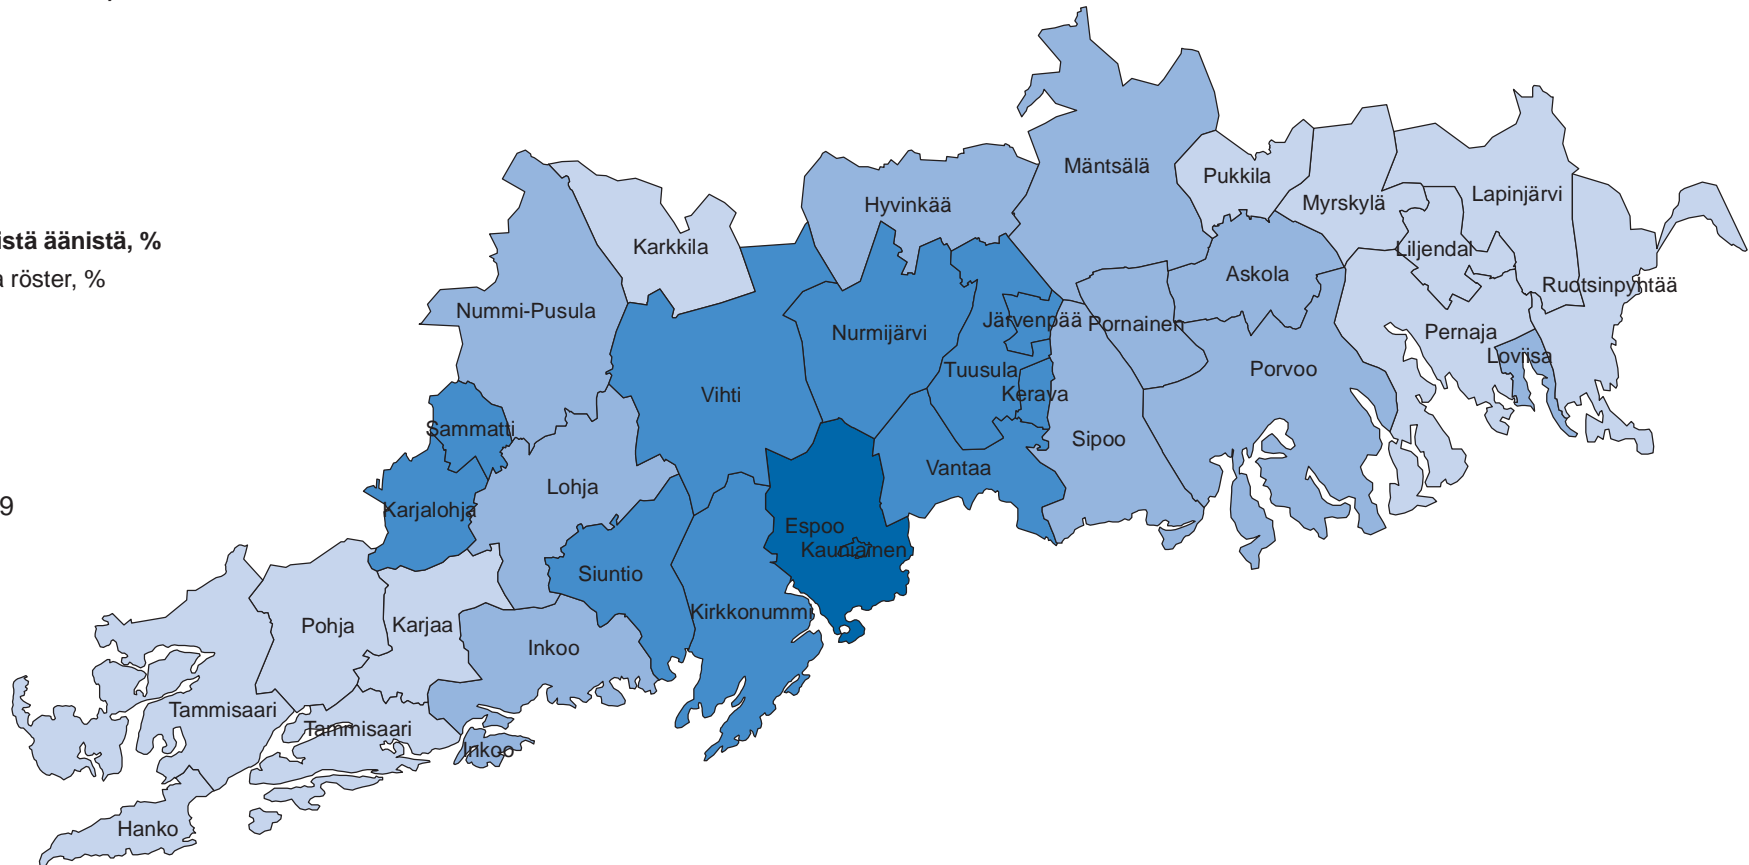 Mäntsälä
Pukkila
Lapinjärvi
Myrskylä
Hyvinkää
istä äänistä, %
Karkkila
Liljendal
Askola
röster, %
Ruotsinpyhtää
Nummi-Pusula
Järvenpää
Pornainen
Nurmijärvi
Pernaja
Loviisa
Tuusula
Porvoo
Vihti
Kerava
Sammatti
Sipoo
Vantaa
Lohja
9
Karjalohja
Espoo
Kauniainen
Siuntio
Kirkkonummi
Pohja
Karjaa
Inkoo
Tammisaari
Tammisaari
Inkoo
Hanko